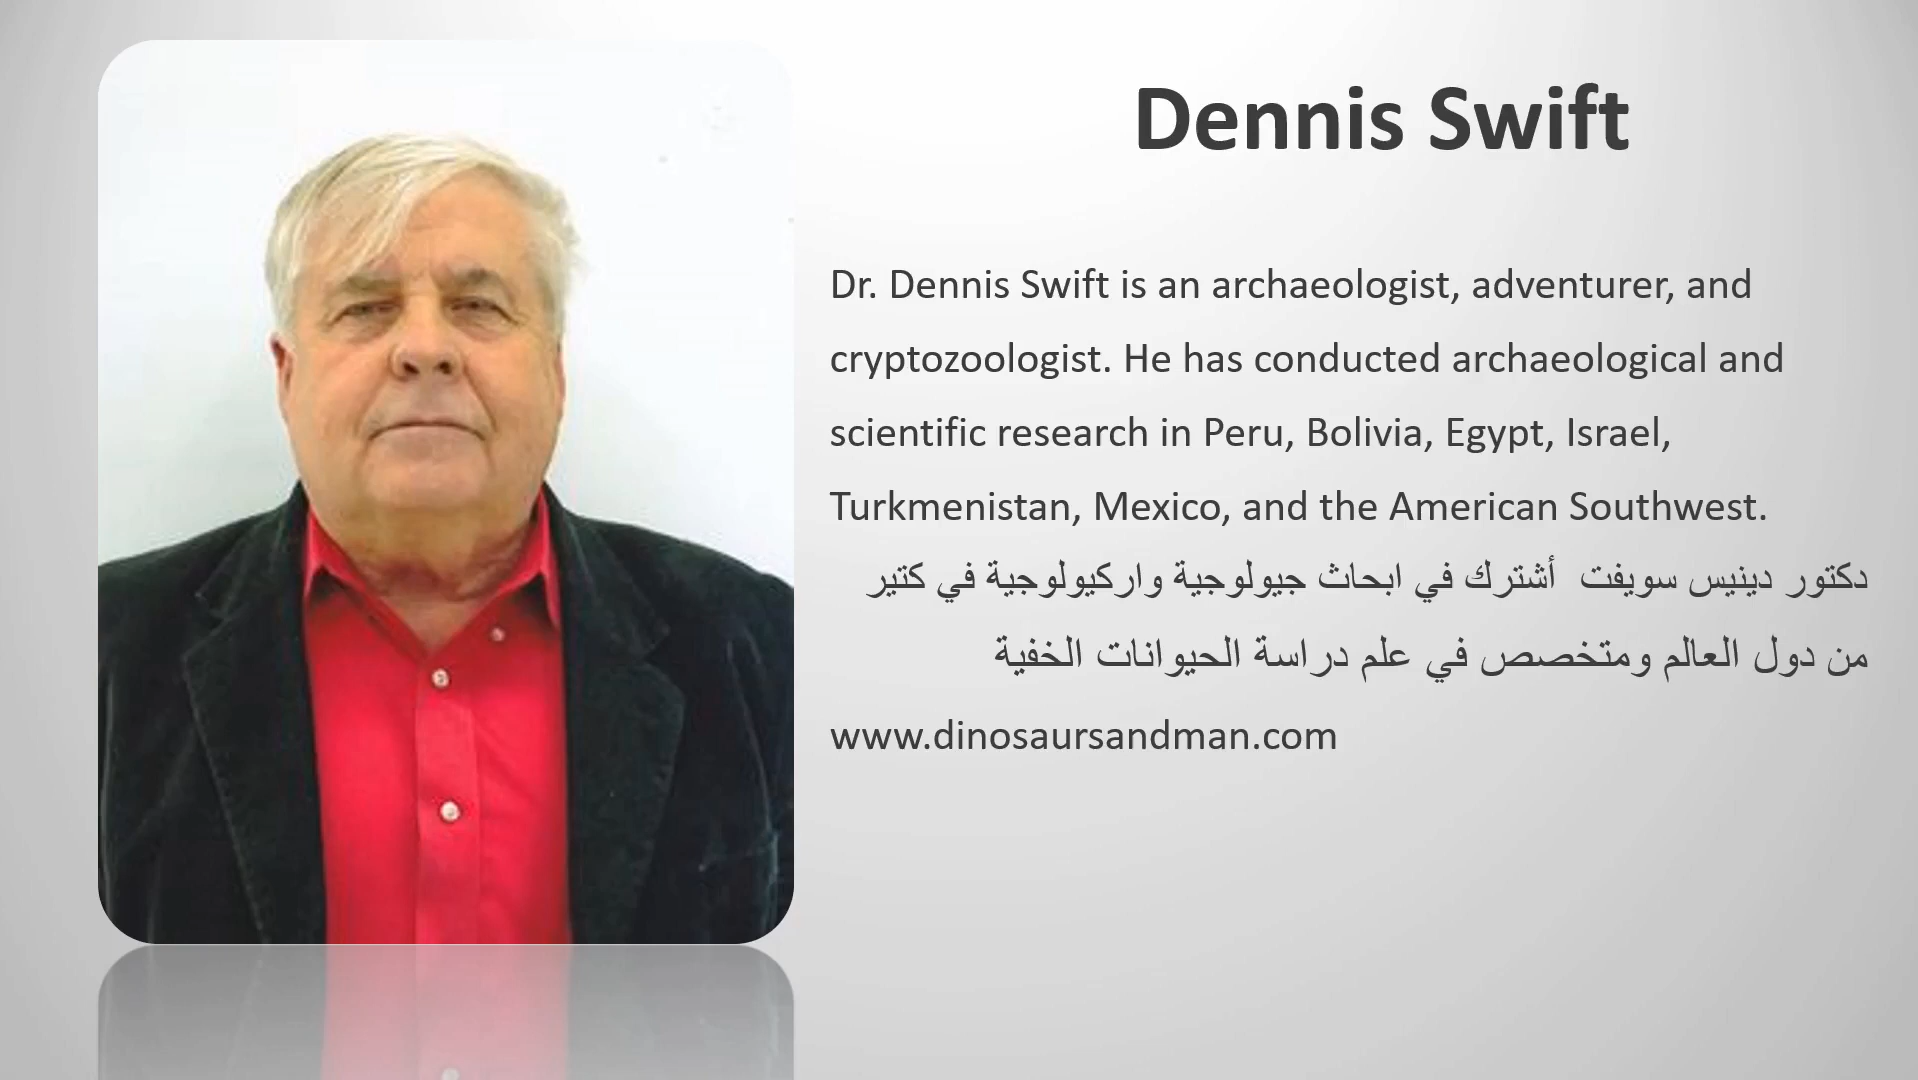 Dennis Swift
Dr. Dennis Swift is an archaeologist, adventurer, and
cryptozoologist. He has conducted archaeological and
scientific research in Peru, Bolivia, Egypt, Israel,
Turkmenistan, Mexico, and the American Southwest.
دكتور دينيس سويفت  أشترك في ابحاث جيولوجية واركيولوجية في كتير
من دول العالم ومتخصص في علم دراسة الحيوانات الخفية
www.dinosaursandman.com